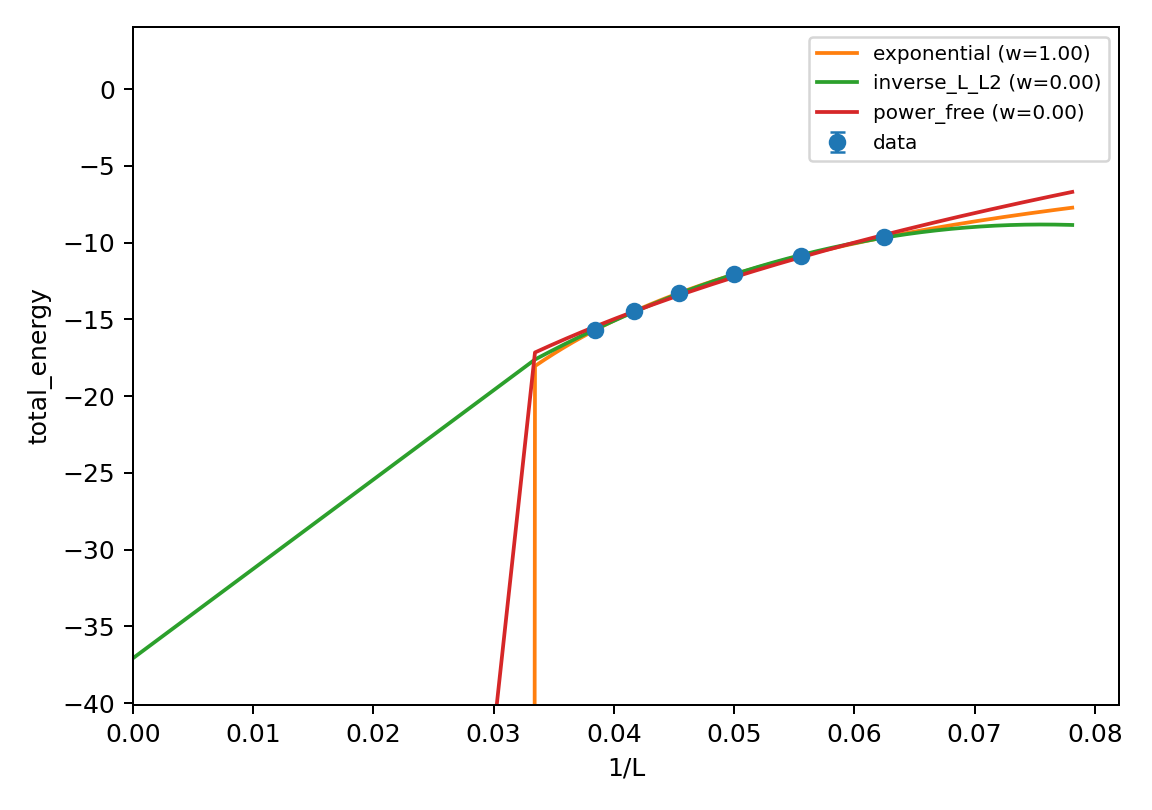 exponential (w=1.00)
inverse_L_L2 (w=0.00)
power_free (w=0.00)
data
total_energy
0
−5
−10
−15
−20
−25
−30
−35
−40
0.00 0.01 0.02 0.03 0.04 0.05 0.06 0.07 0.08
1/L